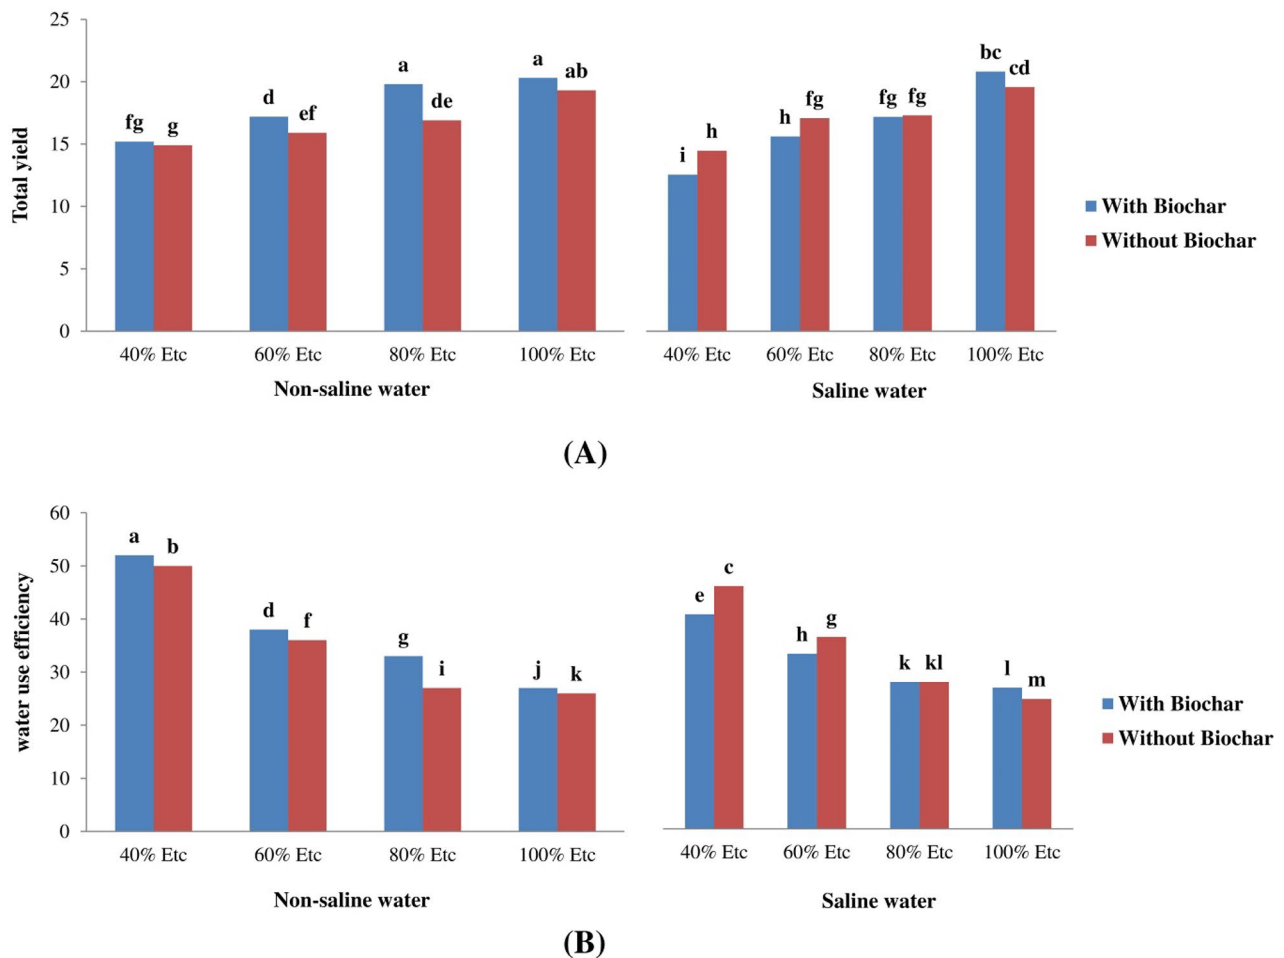 25
20
15
10
5
0
Total yield
fg g d ef a de a ab
i h h fg fg fg bc cd
40% Etc 60% Etc 80% Etc 100% Etc
Non-saline water
40% Etc 60% Etc 80% Etc 100% Etc
Saline water
With Biochar
Without Biochar
(A)
60
50
40
30
20
10
0
water use efficiency
a b d f g i j k
e c h g k kl l m
40% Etc 60% Etc 80% Etc 100% Etc
Non-saline water
40% Etc 60% Etc 80% Etc 100% Etc
Saline water
With Biochar
Without Biochar
(B)